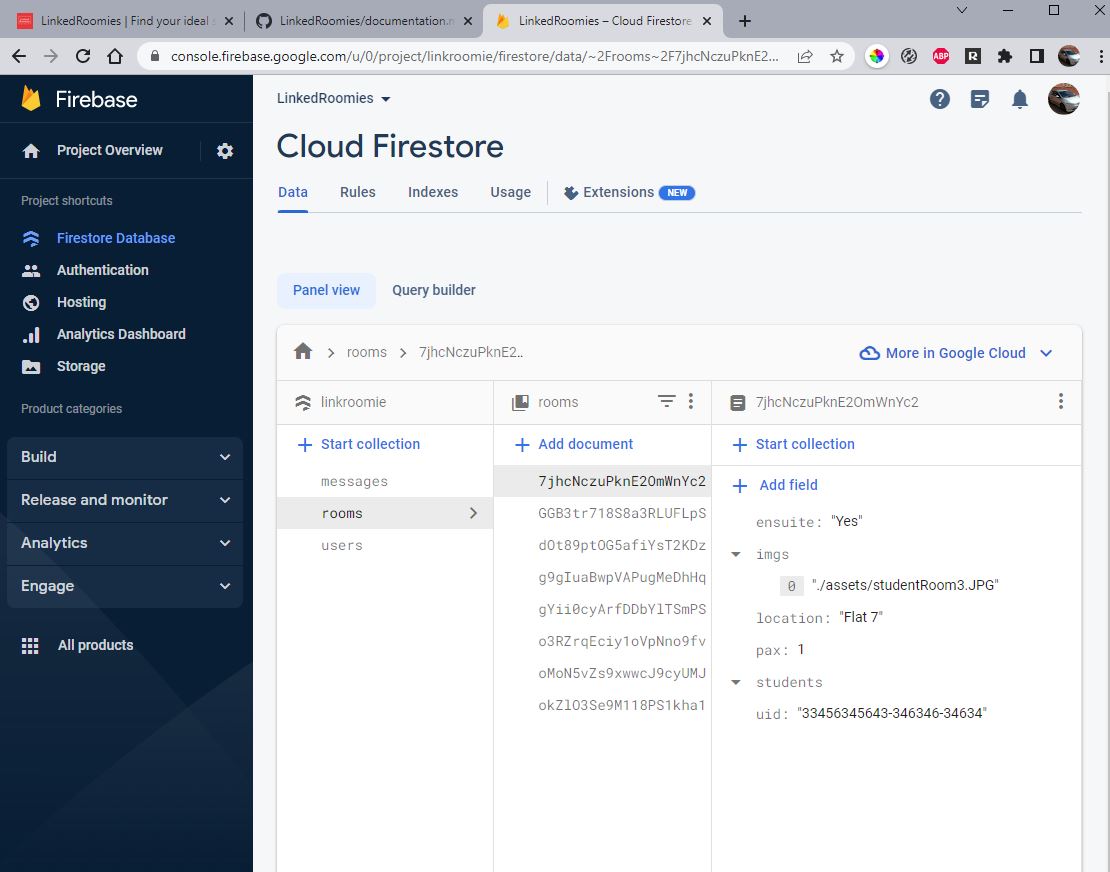 LinkedRoomies | Find your ideal s
LinkedRoomies/documentation.n
LinkedRoomies – Cloud Firestore
console.firebase.google.com/u/0/project/linkroomie/firestore/data/~2Frooms~2F7jhcNczuPknE2...
ABP
R
Firebase
Project Overview
Project shortcuts
Firestore Database
Authentication
Hosting
Analytics Dashboard
Storage
Product categories
Build
Release and monitor
Analytics
Engage
All products
LinkedRoomies
Cloud Firestore
Data Rules Indexes Usage Extensions NEW
Panel view Query builder
rooms 7jhcNczuPknE2..
More in Google Cloud
linkroomie
Start collection
messages
rooms
users
rooms
Add document
7jhcNczuPknE2OmWnYc2
GGB3tr718S8a3RLUFLpS
dOt89ptOG5afiYsT2KDz
g9gIuaBwpVAPugMeDhHq
gYii0cyArfDDbYlTSmPS
o3RZrqEciy1oVpNno9fv
oMoN5vZs9xwwcJ9cyUMJ
okZlO3Se9M118PS1kha1
7jhcNczuPknE2OmWnYc2
Start collection
Add field
ensuite: "Yes"
imgs
0 "./assets/studentRoom3.JPG"
location: "Flat 7"
pax: 1
students
uid: "33456345643-346346-34634"